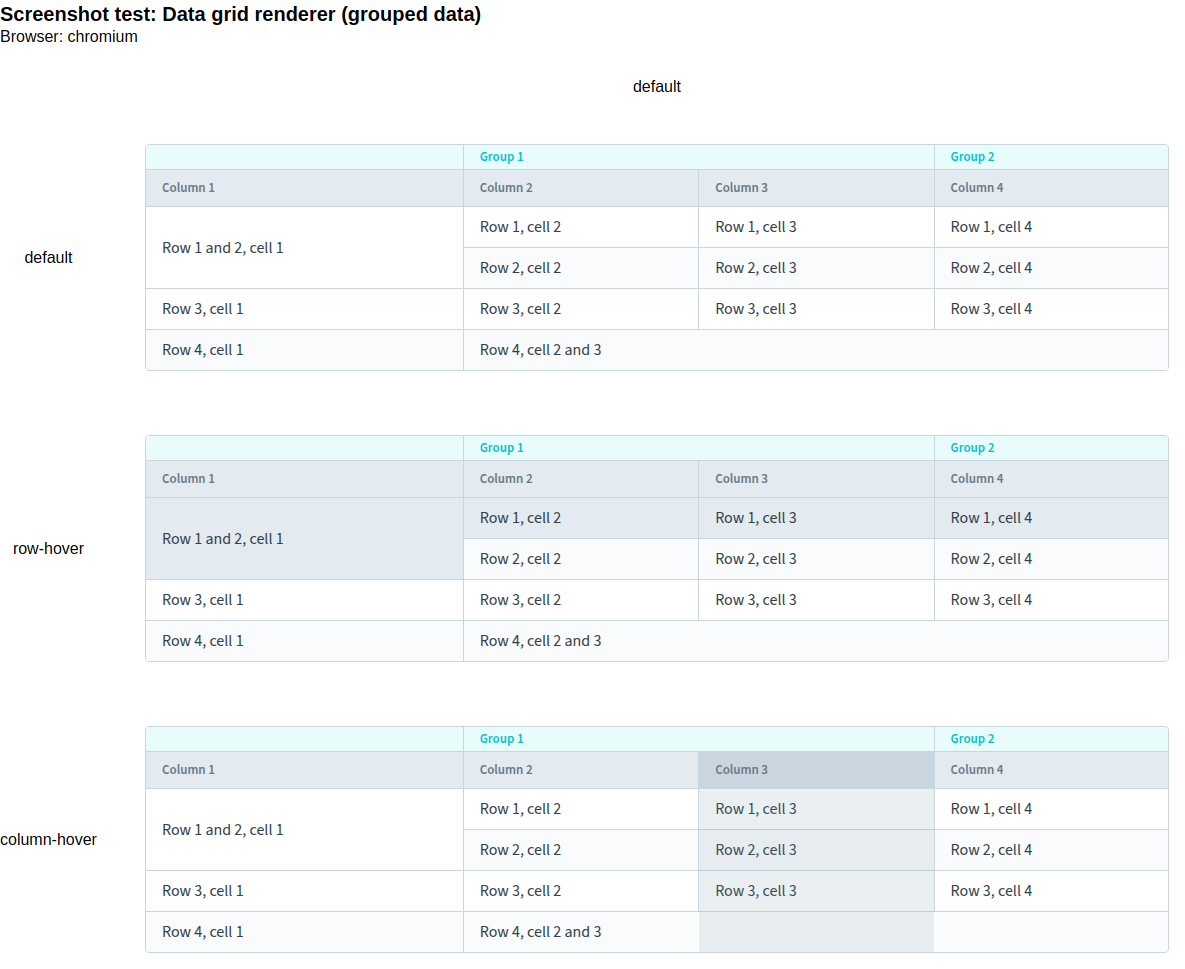 Screenshot test: Data grid renderer (grouped data)
Browser: chromium
default
default
Group 1 Group 2
Column 1 Column 2 Column 3 Column 4
Row 1 and 2, cell 1 Row 1, cell 2 Row 1, cell 3 Row 1, cell 4
Row 2, cell 2 Row 2, cell 3 Row 2, cell 4
Row 3, cell 1 Row 3, cell 2 Row 3, cell 3 Row 3, cell 4
Row 4, cell 1 Row 4, cell 2 and 3
row-hover
Group 1 Group 2
Column 1 Column 2 Column 3 Column 4
Row 1 and 2, cell 1 Row 1, cell 2 Row 1, cell 3 Row 1, cell 4
Row 2, cell 2 Row 2, cell 3 Row 2, cell 4
Row 3, cell 1 Row 3, cell 2 Row 3, cell 3 Row 3, cell 4
Row 4, cell 1 Row 4, cell 2 and 3
column-hover
Group 1 Group 2
Column 1 Column 2 Column 3 Column 4
Row 1 and 2, cell 1 Row 1, cell 2 Row 1, cell 3 Row 1, cell 4
Row 2, cell 2 Row 2, cell 3 Row 2, cell 4
Row 3, cell 1 Row 3, cell 2 Row 3, cell 3 Row 3, cell 4
Row 4, cell 1 Row 4, cell 2 and 3